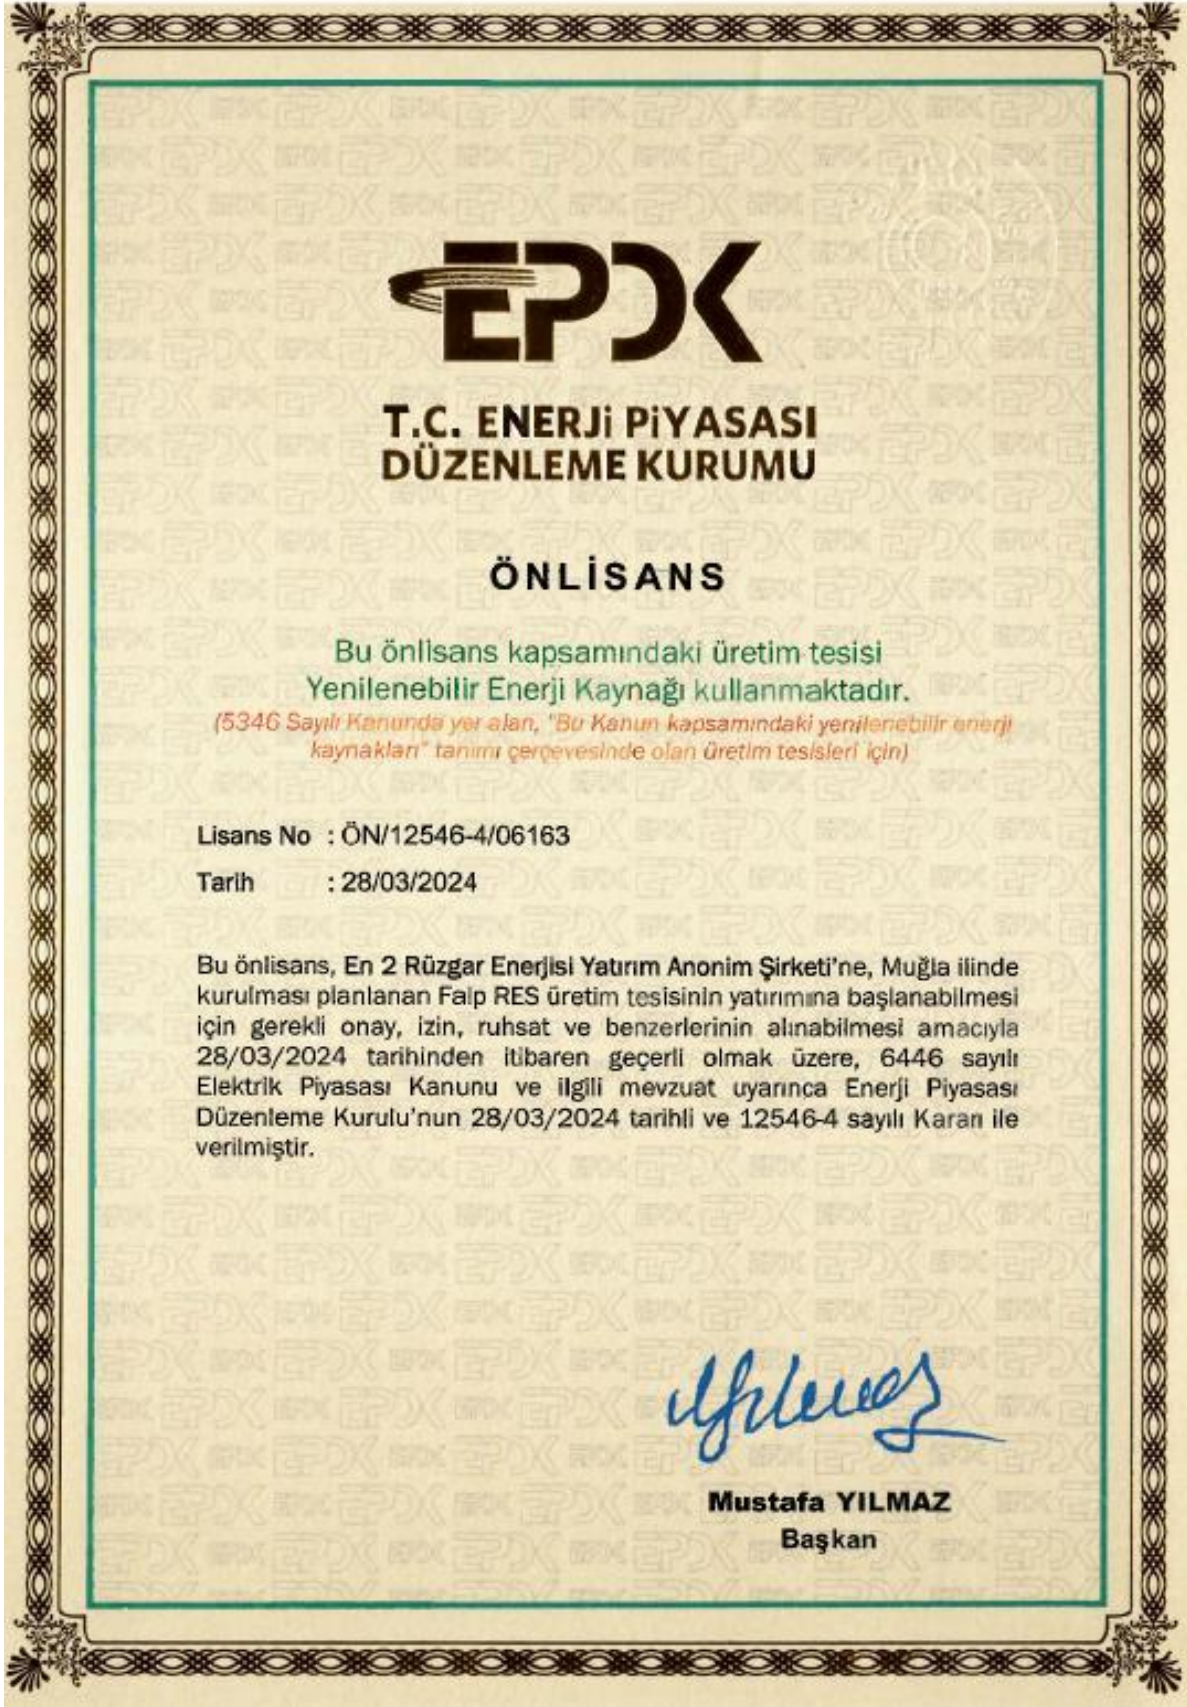 EPDK
T.C. ENERJi PiYASASI
DÜZENLEME KURUMU
ÖNLİSANS
Bu önlisans kapsamındaki üretim tesisi
Yenilenebilir Enerji Kaynağı kullanmaktadır.
(5346 Sayılı Kanunda yer alan, "Bu Kanun kapsamındaki yenilenebilir enerji
kaynakları" tanımı çerçevesinde olan üretim tesisleri için)
Lisans No : ÖN/12546-4/06163
Tarih : 28/03/2024
Bu önlisans, En 2 Rüzgar Enerjisi Yatırım Anonim Şirketi'ne, Muğla ilinde
kurulması planlanan Falp RES üretim tesisinin yatırımına başlanabilmesi
için gerekli onay, izin, ruhsat ve benzerlerinin alınabilmesi amacıyla
28/03/2024 tarihinden itibaren geçerli olmak üzere, 6446 sayılı
Elektrik Piyasası Kanunu ve ilgili mevzuat uyarınca Enerji Piyasası
Düzenleme Kurulu'nun 28/03/2024 tarihli ve 12546-4 sayılı Kararı ile
verilmiştir.
Mustafa YILMAZ
Başkan